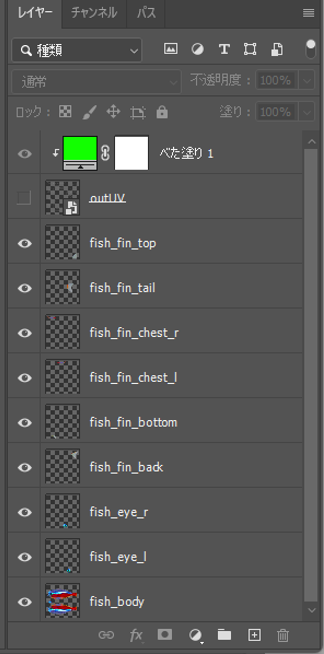 レイヤー チャンネル パス
種類
通常 不透明度： 100%
ロック： 塗り： 100%
べた塗り 1
outUV
fish_fin_top
fish_fin_tail
fish_fin_chest_r
fish_fin_chest_l
fish_fin_bottom
fish_fin_back
fish_eye_r
fish_eye_l
fish_body
fx